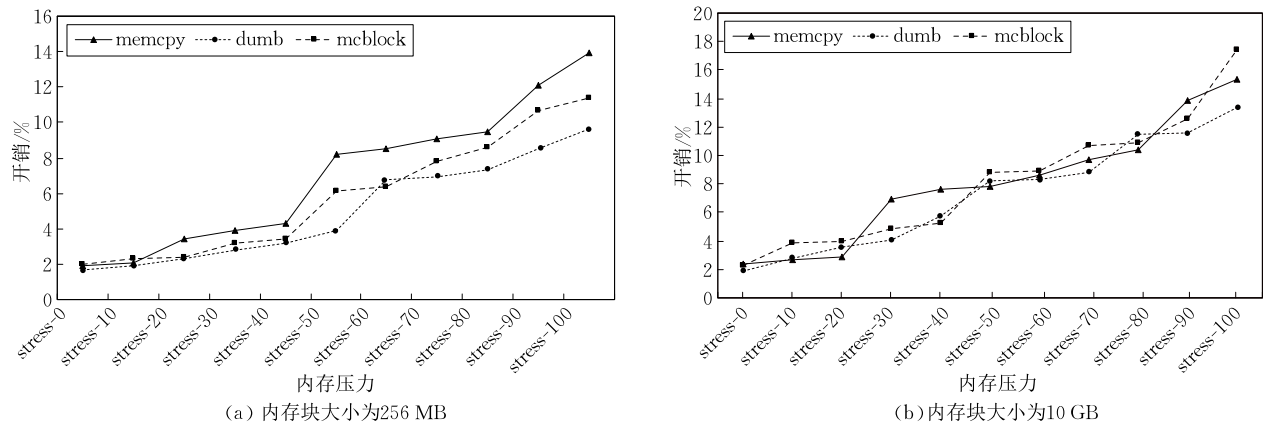 16
14
12
10
8
6
4
2
0
开销/%
memcpy dumb mcblock
stress-0
stress-10
stress-20
stress-30
stress-40
stress-50
stress-60
stress-70
stress-80
stress-90
stress-100
内存压力
(a) 内存块大小为256 MB
20
18
16
14
12
10
8
6
4
2
0
开销/%
memcpy dumb mcblock
stress-0
stress-10
stress-20
stress-30
stress-40
stress-50
stress-60
stress-70
stress-80
stress-90
stress-100
内存压力
(b)内存块大小为10 GB